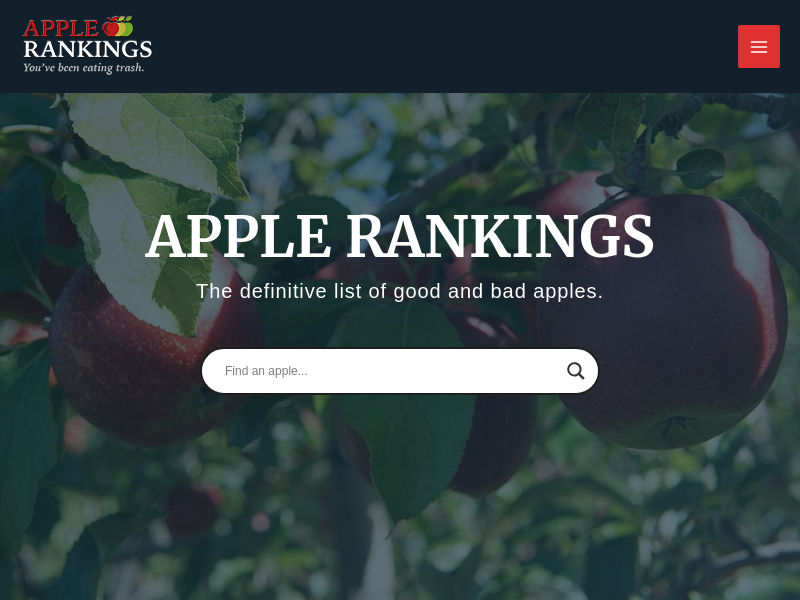 APPLE
RANKINGS
You've been eating trash.
APPLE RANKINGS
The definitive list of good and bad apples.
Find an apple...